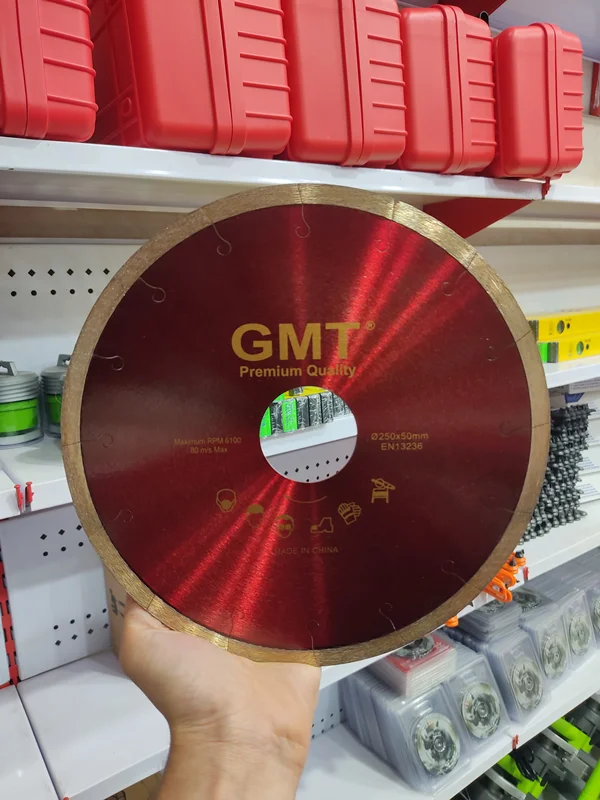 GMT®
Premium Quality
Maximum RPM 6100
80 m/s Max
Ø250x50mm
EN13236
MADE IN CHINA